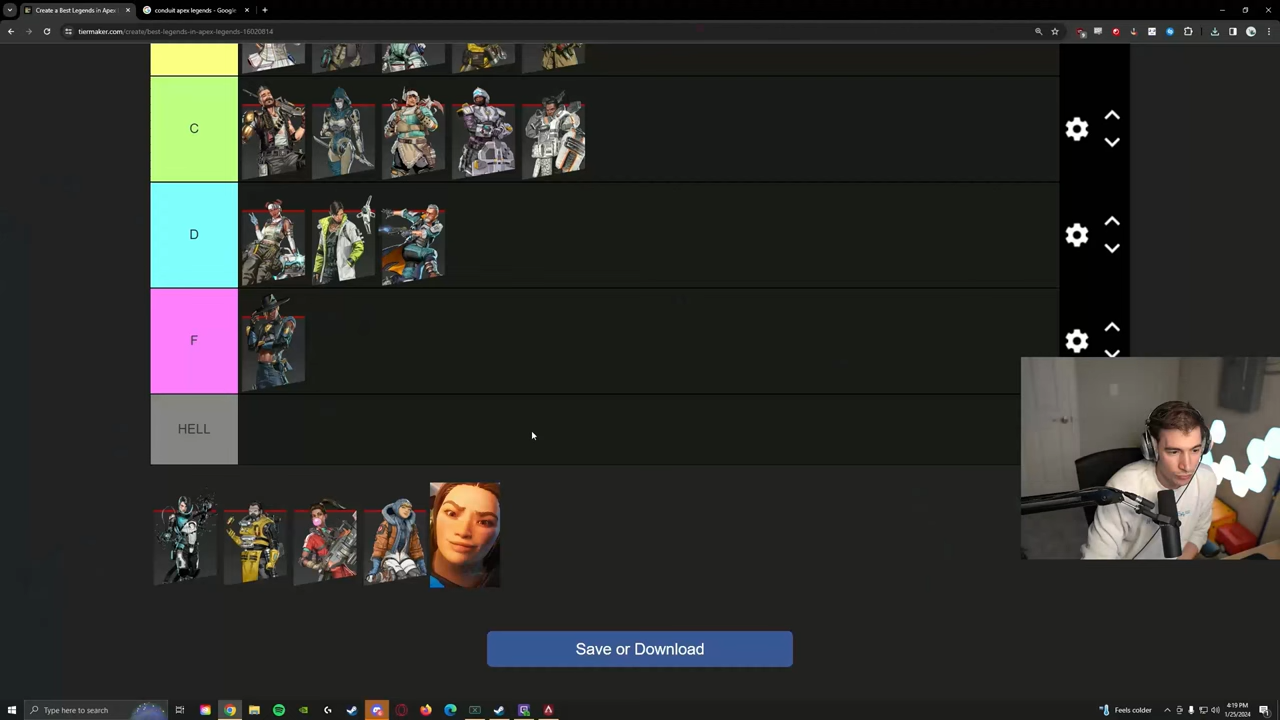 Create a Best Legends in Apex
conduit apex legends - Google
tiermaker.com/create/best-legends-in-apex-legends-16020814
C
D
F
HELL
Save or Download
Type here to search
Feels colder
4:19 PM
1/25/2024